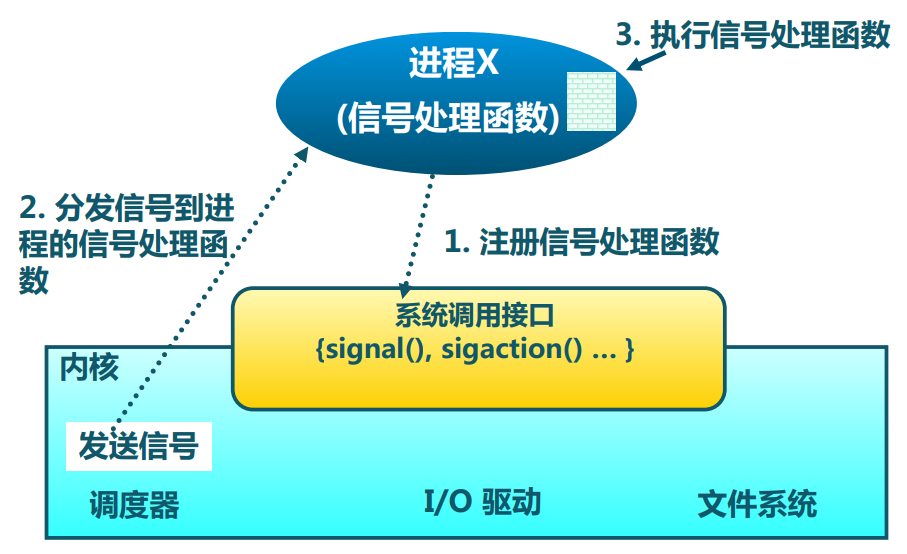 3. 执行信号处理函数
进程X
(信号处理函数)
2. 分发信号到进
程的信号处理函
数
1. 注册信号处理函数
系统调用接口
{signal(), sigaction() ... }
内核
发送信号
调度器
I/O 驱动
文件系统